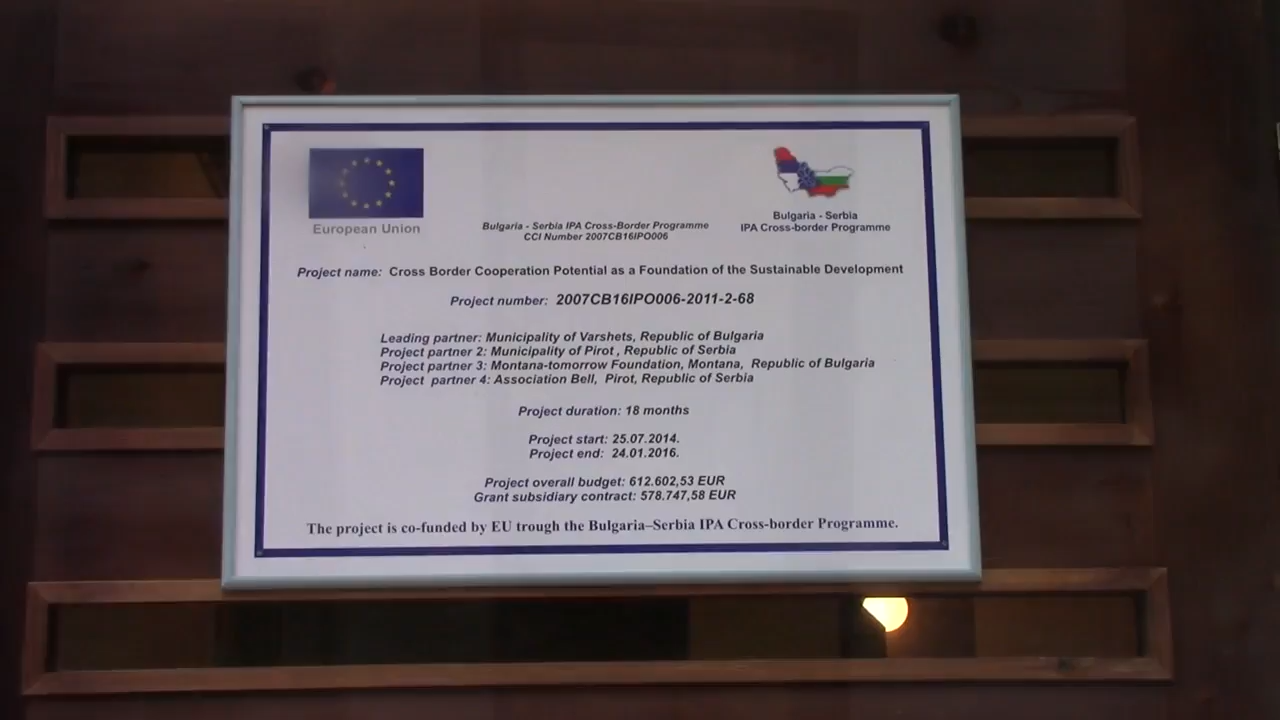 European Union
Bulgaria - Serbia IPA Cross-Border Programme
CCI Number 2007CB16IPO006
Bulgaria - Serbia
IPA Cross-border Programme
Project name: Cross Border Cooperation Potential as a Foundation of the Sustainable Development
Project number: 2007CB16IPO006-2011-2-68
Leading partner: Municipality of Varshets, Republic of Bulgaria
Project partner 2: Municipality of Pirot , Republic of Serbia
Project partner 3: Montana-tomorrow Foundation, Montana, Republic of Bulgaria
Project partner 4: Association Bell, Pirot, Republic of Serbia
Project duration: 18 months
Project start: 25.07.2014.
Project end: 24.01.2016.
Project overall budget: 612.602,53 EUR
Grant subsidiary contract: 578.747,58 EUR
The project is co-funded by EU trough the Bulgaria–Serbia IPA Cross-border Programme.